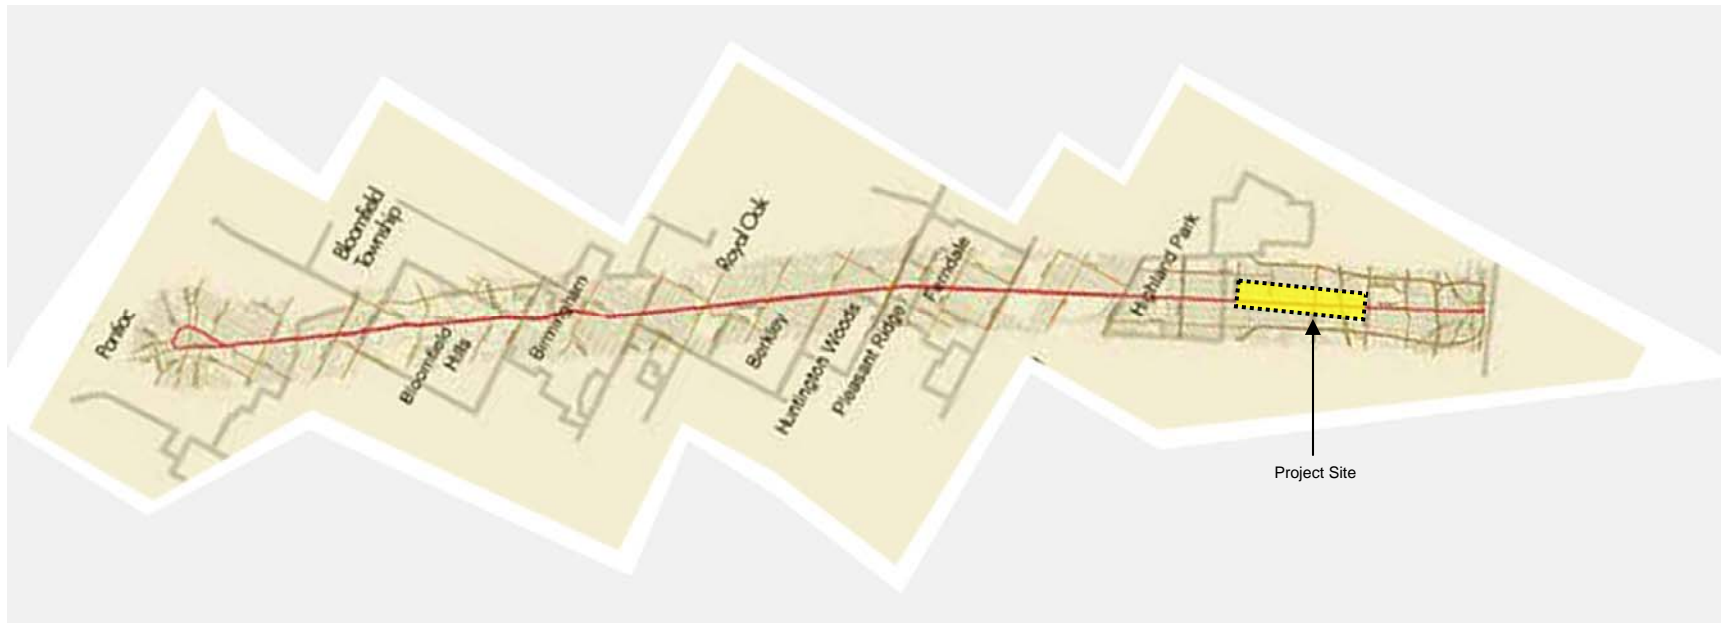 Pontiac
Bloomfield
Township
Bloomfield
Hills
Birmingham
Royal Oak
Berkley
Huntington Woods
Pleasant Ridge
Ferndale
Highland Park
Project Site